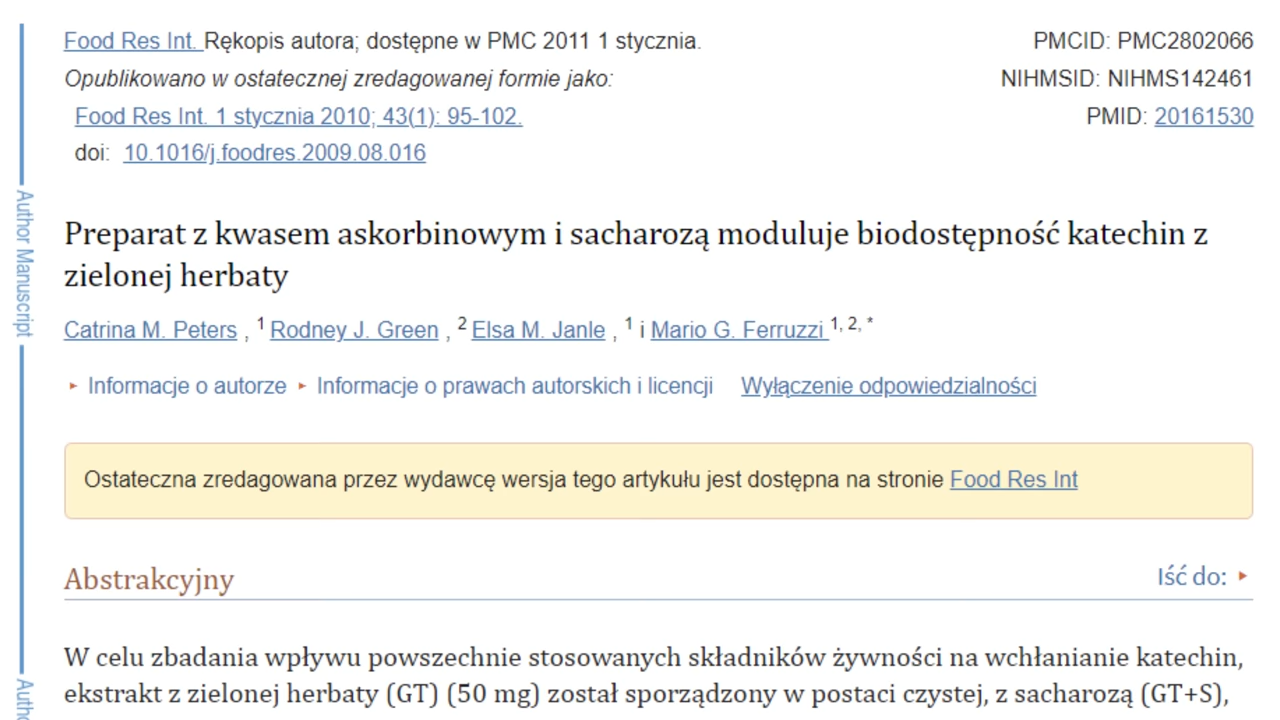 Food Res Int. Rękopis autora; dostępne w PMC 2011 1 stycznia.
PMCID: PMC2802066
Opublikowano w ostatecznej zredagowanej formie jako:
NIHMSID: NIHMS142461
Food Res Int. 1 stycznia 2010; 43(1): 95-102.
PMID: 20161530
doi: 10.1016/j.foodres.2009.08.016
Author Manuscript
Preparat z kwasem askorbinowym i sacharozą moduluje biodostępność katechin z
zielonej herbaty
Catrina M. Peters , 1 Rodney J. Green , 2 Elsa M. Janle , 1 i Mario G. Ferruzzi 1, 2, *
▸ Informacje o autorze ▸ Informacje o prawach autorskich i licencji Wyłączenie odpowiedzialności
Ostateczna zredagowana przez wydawcę wersja tego artykułu jest dostępna na stronie Food Res Int
Abstrakcyjny
Iść do: ▸
W celu zbadania wpływu powszechnie stosowanych składników żywności na wchłanianie katechin,
ekstrakt z zielonej herbaty (GT) (50 mg) został sporządzony w postaci czystej, z sacharozą (GT+S),